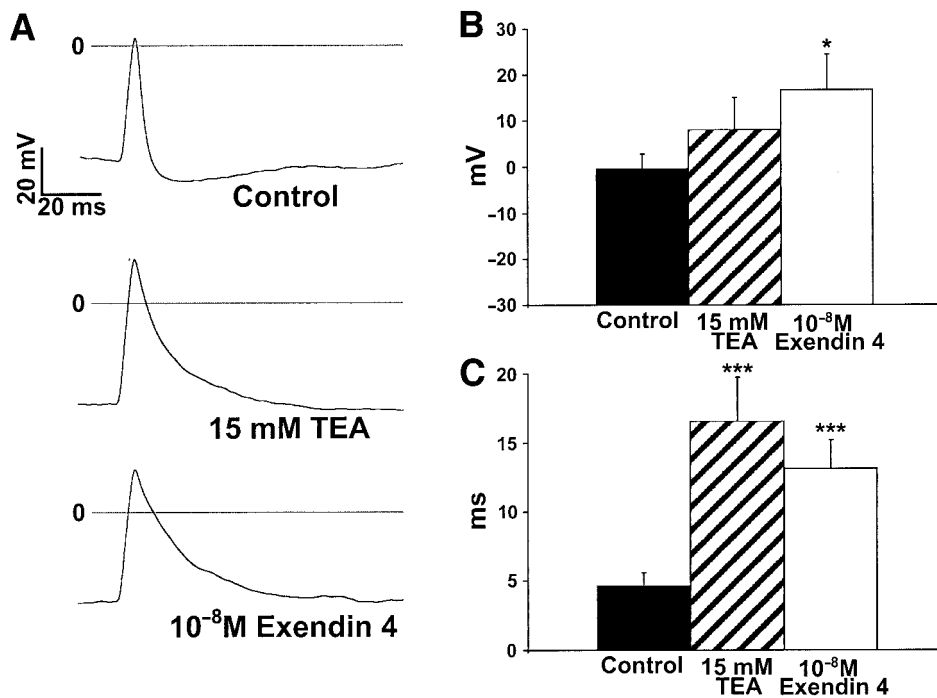 A
0
20 mV
20 ms
Control
0
15 mM TEA
0
10⁻⁸M Exendin 4
B
30
20
10
0
–10
–20
–30
mV
*
Control
15 mM
TEA
10⁻⁸M
Exendin 4
C
20
15
10
5
0
ms
***
***
Control
15 mM
TEA
10⁻⁸M
Exendin 4